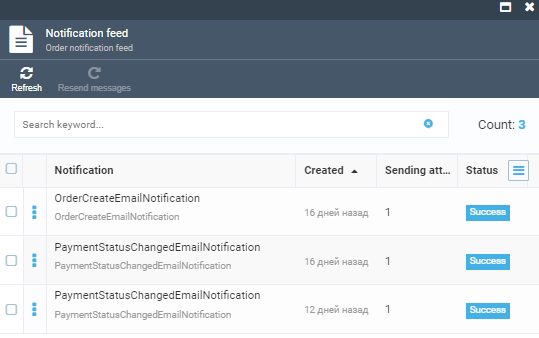 Notification feed
Order notification feed
Refresh
Resend messages
Search keyword...
Count: 3
Notification Created Sending att... Status
OrderCreateEmailNotification
OrderCreateEmailNotification
16 дней назад 1 Success
PaymentStatusChangedEmailNotification
PaymentStatusChangedEmailNotification
16 дней назад 1 Success
PaymentStatusChangedEmailNotification
PaymentStatusChangedEmailNotification
12 дней назад 1 Success